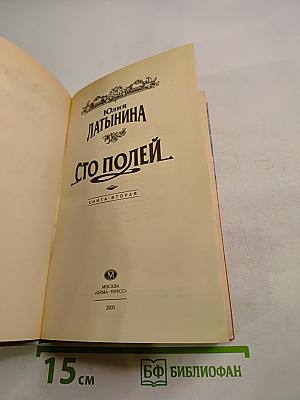 Юлия
ЛАТЫНИНА
СТО ПОЛЕЙ
КНИГА ВТОРАЯ
МОСКВА
«ОЛМА-ПРЕСС»
2000
15 см
БФ БИБЛИОФАН